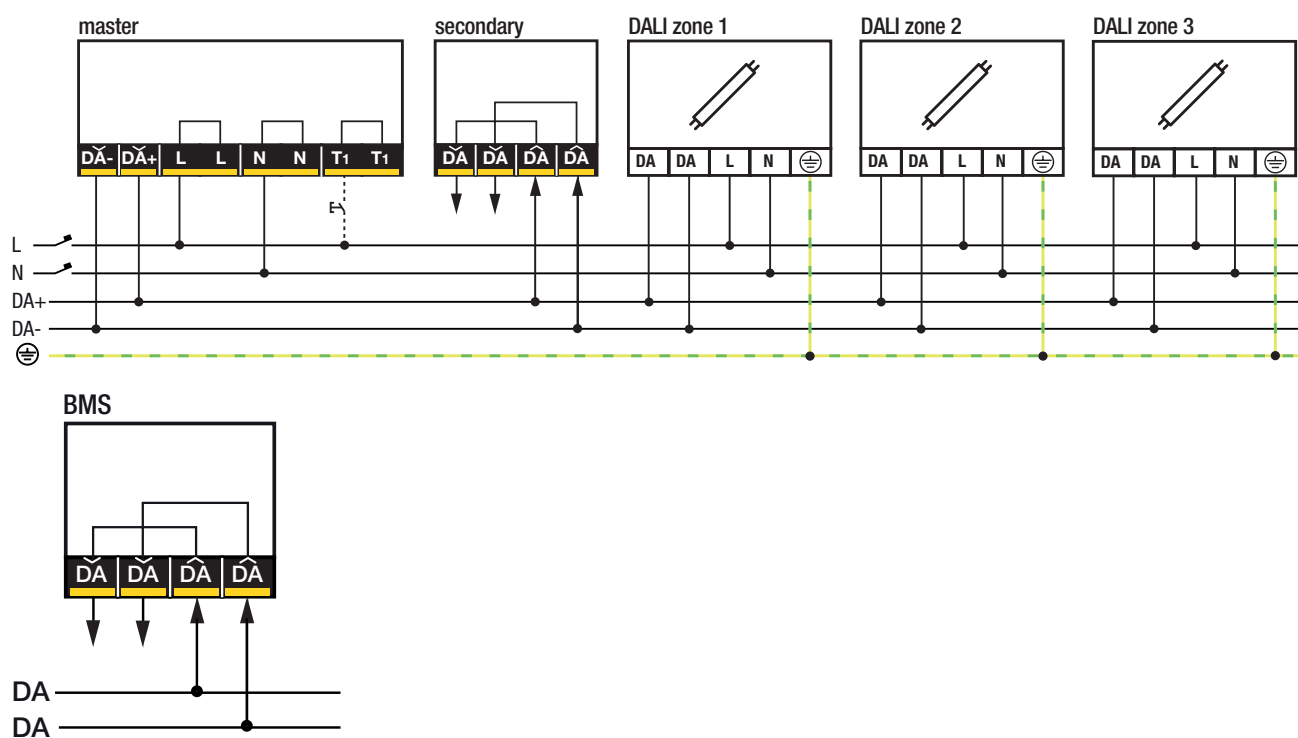 master secondary DALI zone 1 DALI zone 2 DALI zone 3
DA- DA+ L L N N T1 T1 DA DA DA DA DA DA L N DA DA L N DA DA L N
L
N
DA+
DA-
BMS
DA DA DA DA
DA
DA